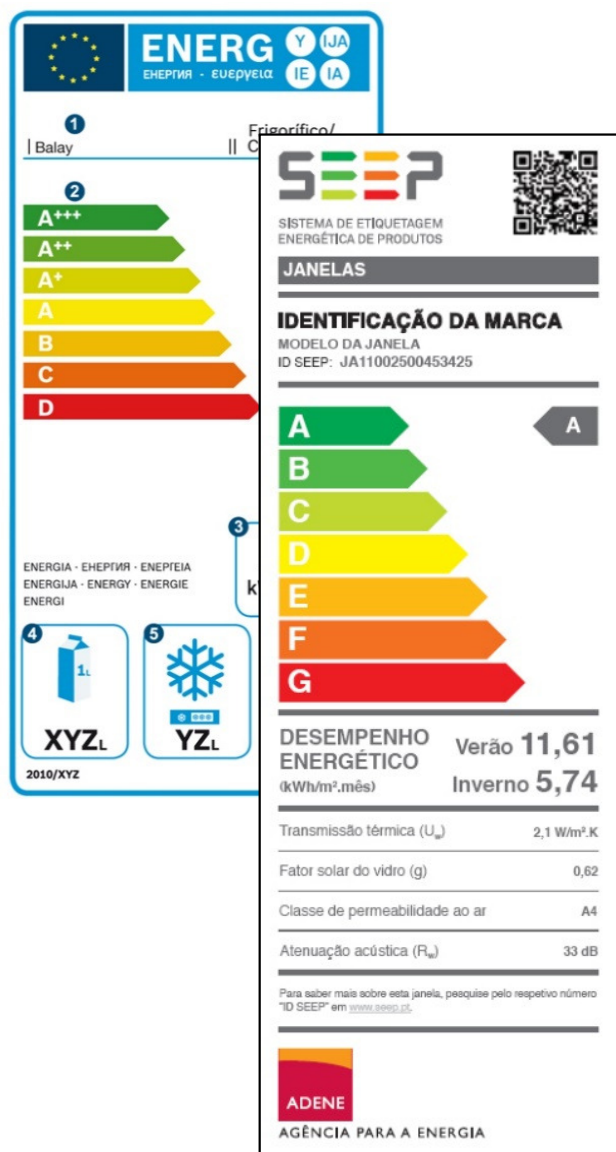 ENERG
ЕНЕРГИЯ · ενεργεια
Y IJA
IE IA
1
I Balay
II
Frigorífico/
C
2
A+++
A++
A+
A
B
C
D
3
ENERGIA · ЕНЕРГИЯ · ΕΝΕΡΓΕΙΑ
ENERGIJA · ENERGY · ENERGIE
ENERGI
4
1L
XYZL
5
YZL
2010/XYZ
SEEP
SISTEMA DE ETIQUETAGEM
ENERGÉTICA DE PRODUTOS
JANELAS
IDENTIFICAÇÃO DA MARCA
MODELO DA JANELA
ID SEEP: JA11002500453425
A
A
B
C
D
E
F
G
DESEMPENHO
ENERGÉTICO
(kWh/m².mês)
Verão 11,61
Inverno 5,74
Transmissão térmica (Uw) 2,1 W/m².K
Fator solar do vidro (g) 0,62
Classe de permeabilidade ao ar A4
Atenuação acústica (Rw) 33 dB
Para saber mais sobre esta janela, pesquise pelo respetivo número
"ID SEEP" em www.seep.pt.
ADENE
AGÊNCIA PARA A ENERGIA